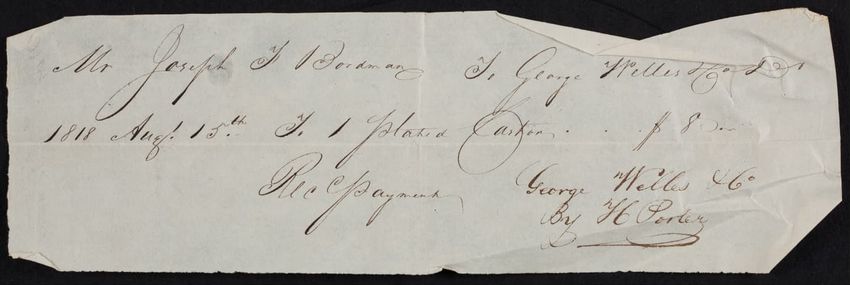 Mr Joseph T Bordman To George Welles & Co Dr
1818 Augt. 15th To 1 plated Castor . . . $ 8
Recd payment
George Welles & Co
By H Porter